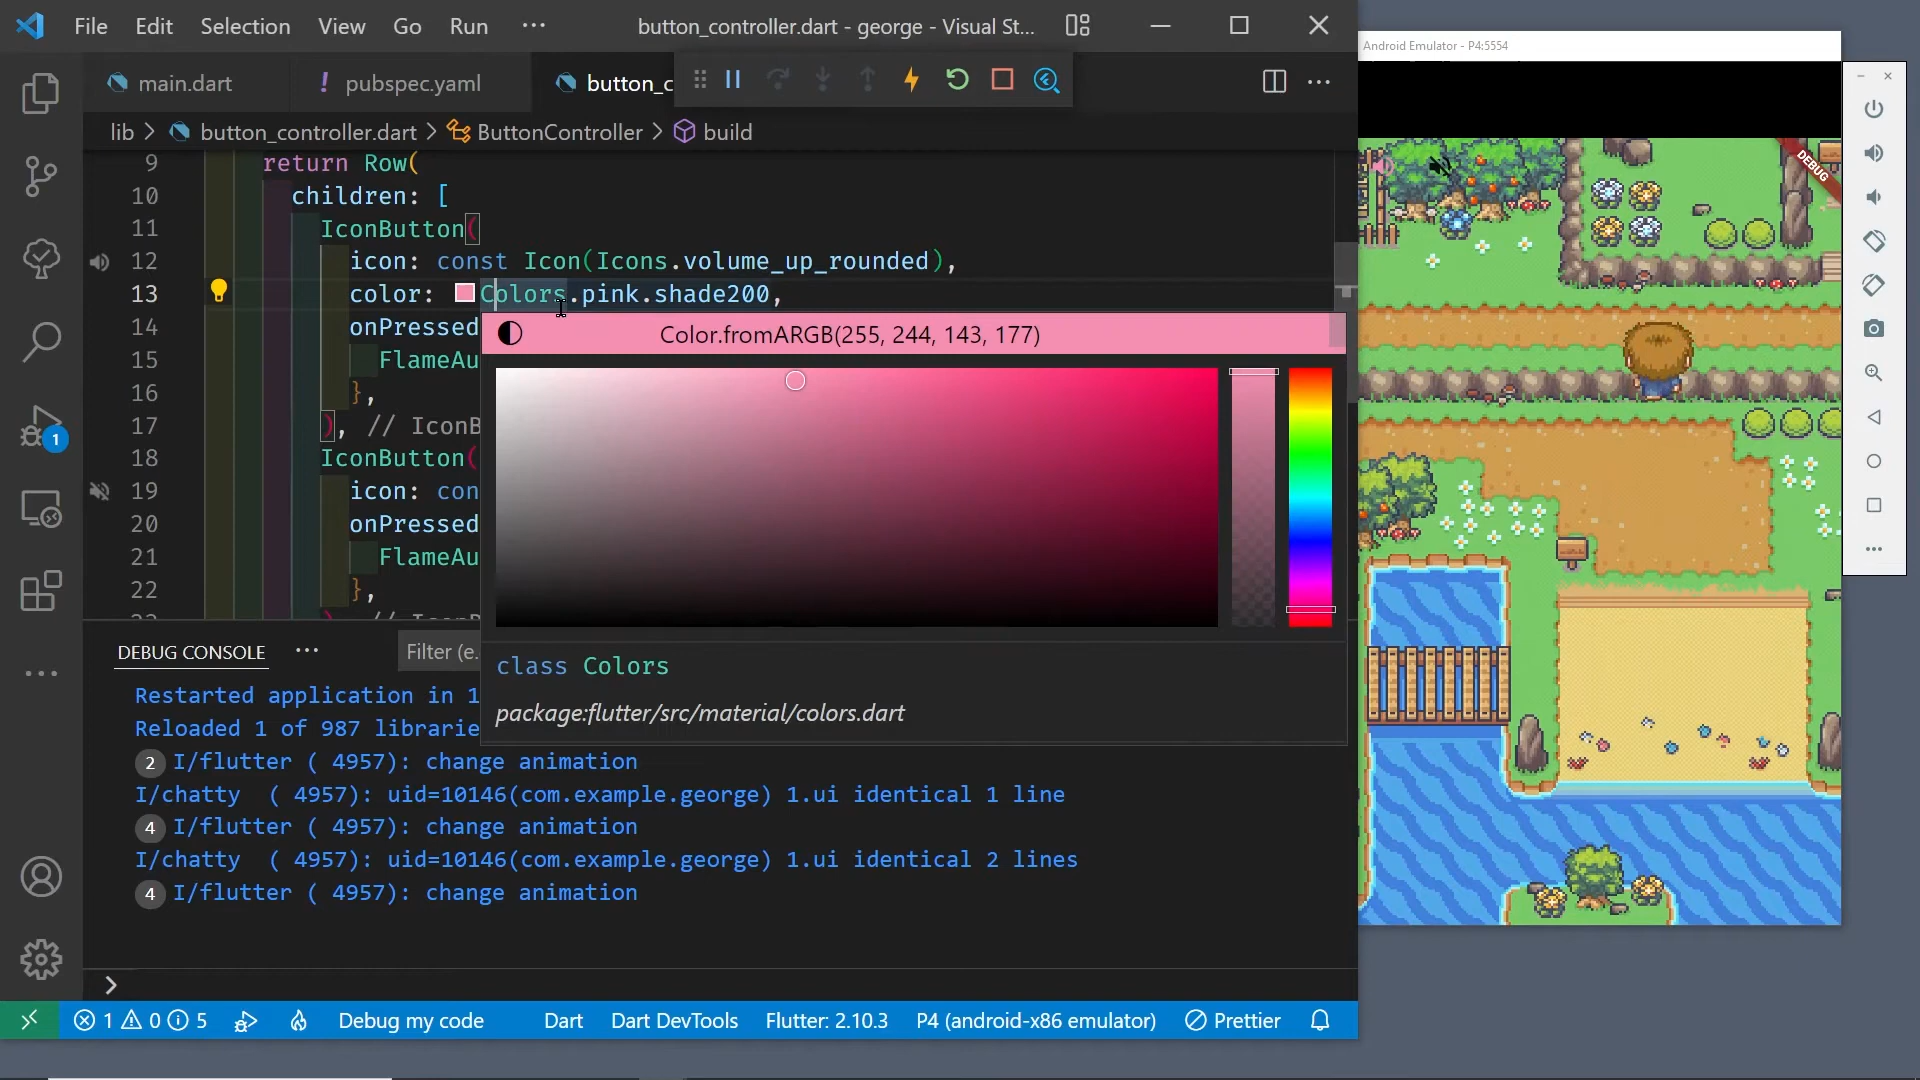 File Edit Selection View Go Run ··· button_controller.dart - george - Visual St...
main.dart ! pubspec.yaml button_c
lib > button_controller.dart > ButtonController > build
9 return Row(
10 children: [
11 IconButton(
12 icon: const Icon(Icons.volume_up_rounded),
13 color: Colors.pink.shade200,
14 onPressed
15 FlameAu
16 },
17 ), // IconB
18 IconButton(
19 icon: con
20 onPressed
21 FlameAu
22 },
Color.fromARGB(255, 244, 143, 177)
class Colors
package:flutter/src/material/colors.dart
1
DEBUG CONSOLE ··· Filter (e.
Restarted application in 1
Reloaded 1 of 987 librarie
2 I/flutter ( 4957): change animation
I/chatty  ( 4957): uid=10146(com.example.george) 1.ui identical 1 line
4 I/flutter ( 4957): change animation
I/chatty  ( 4957): uid=10146(com.example.george) 1.ui identical 2 lines
4 I/flutter ( 4957): change animation
>
1 0 5 Debug my code Dart Dart DevTools Flutter: 2.10.3 P4 (android-x86 emulator) Prettier
Android Emulator - P4:5554
DEBUG